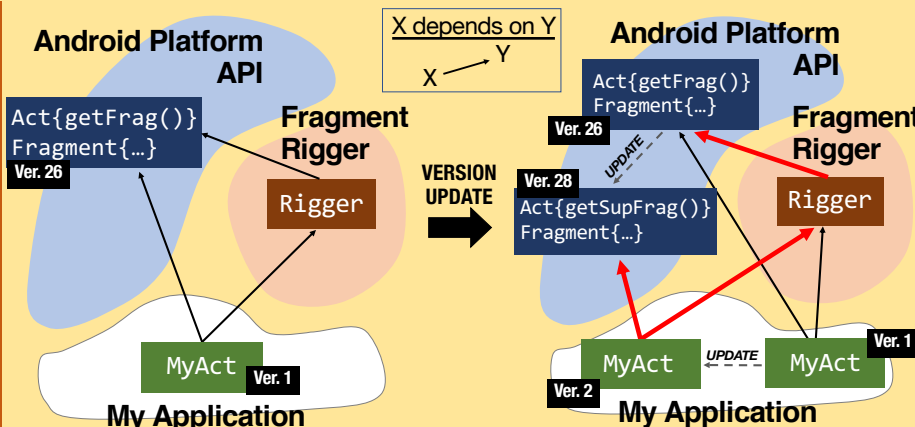 Android Platform
API
Act{getFrag()}
Fragment{…}
Ver. 26
Fragment
Rigger
Rigger
MyAct
Ver. 1
My Application
X depends on Y
X
Y
VERSION
UPDATE
Android Platform
API
Act{getFrag()}
Fragment{…}
Ver. 26
UPDATE
Ver. 28
Act{getSupFrag()}
Fragment{…}
Fragment
Rigger
Rigger
MyAct
Ver. 2
UPDATE
MyAct
Ver. 1
My Application